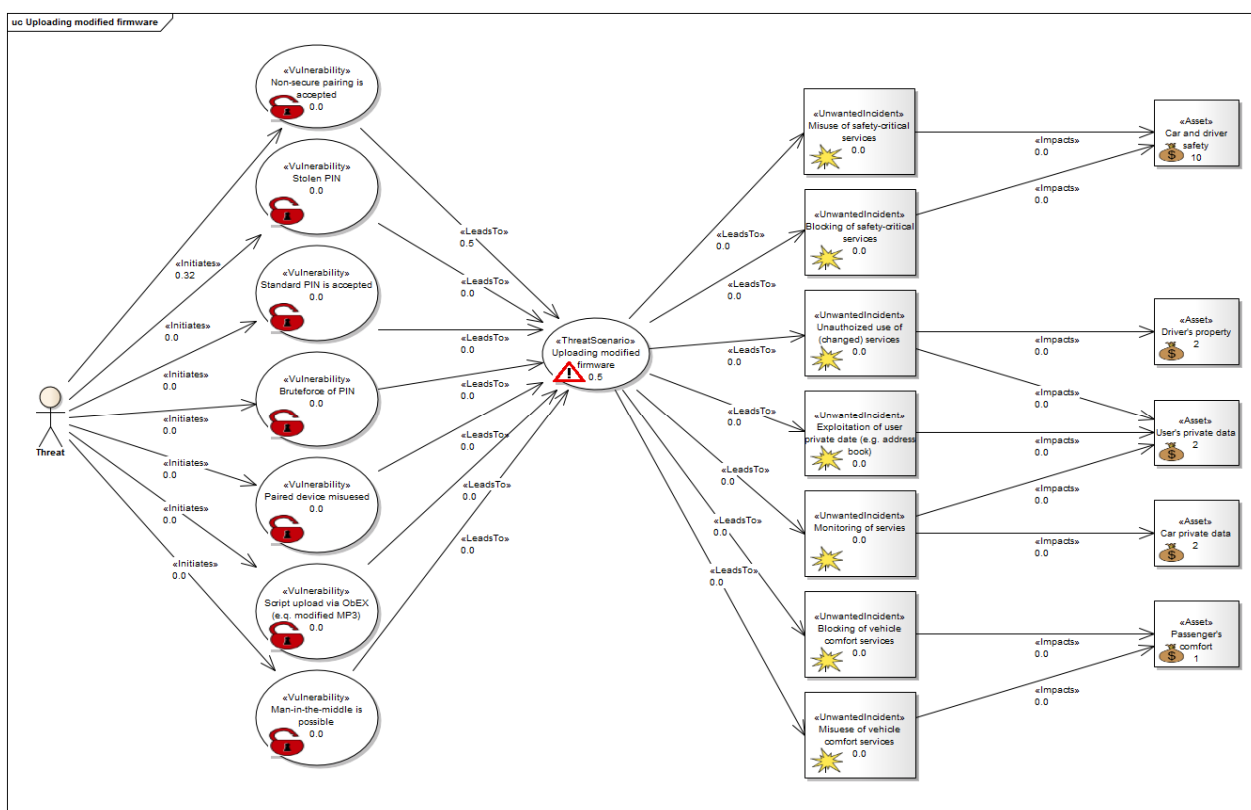 uc Uploading modified firmware
«Vulnerability»
Non-secure pairing is
accepted
0.0
«Vulnerability»
Stolen PIN
0.0
«Vulnerability»
Standard PIN is accepted
0.0
«Vulnerability»
Bruteforce of PIN
0.0
«Vulnerability»
Paired device misuesed
0.0
«Vulnerability»
Script upload via ObEX
(e.g. modified MP3)
0.0
«Vulnerability»
Man-in-the-middle is
possible
0.0
Threat
«Initiates»
0.32
«Initiates»
0.0
«Initiates»
0.0
«Initiates»
0.0
«Initiates»
0.0
«Initiates»
0.0
«Initiates»
0.0
«LeadsTo»
0.5
«LeadsTo»
0.0
«LeadsTo»
0.0
«LeadsTo»
0.0
«LeadsTo»
0.0
«LeadsTo»
0.0
«LeadsTo»
0.0
«ThreatScenario»
Uploading modified
firmware
0.5
«LeadsTo»
0.0
«LeadsTo»
0.0
«LeadsTo»
0.0
«LeadsTo»
0.0
«LeadsTo»
0.0
«LeadsTo»
0.0
«LeadsTo»
0.0
«UnwantedIncident»
Misuse of safety-critical
services
0.0
«UnwantedIncident»
Blocking of safety-critical
services
0.0
«UnwantedIncident»
Unauthoized use of
(changed) services
0.0
«UnwantedIncident»
Exploitation of user
private date (e.g. address
book)
0.0
«UnwantedIncident»
Monitoring of servies
0.0
«UnwantedIncident»
Blocking of vehicle
comfort services
0.0
«UnwantedIncident»
Misuese of vehicle
comfort services
0.0
«Impacts»
0.0
«Impacts»
0.0
«Impacts»
0.0
«Impacts»
0.0
«Impacts»
0.0
«Impacts»
0.0
«Impacts»
0.0
«Impacts»
0.0
«Impacts»
0.0
«Asset»
Car and driver
safety
10
«Asset»
Driver's property
2
«Asset»
User's private data
2
«Asset»
Car private data
2
«Asset»
Passenger's
comfort
1